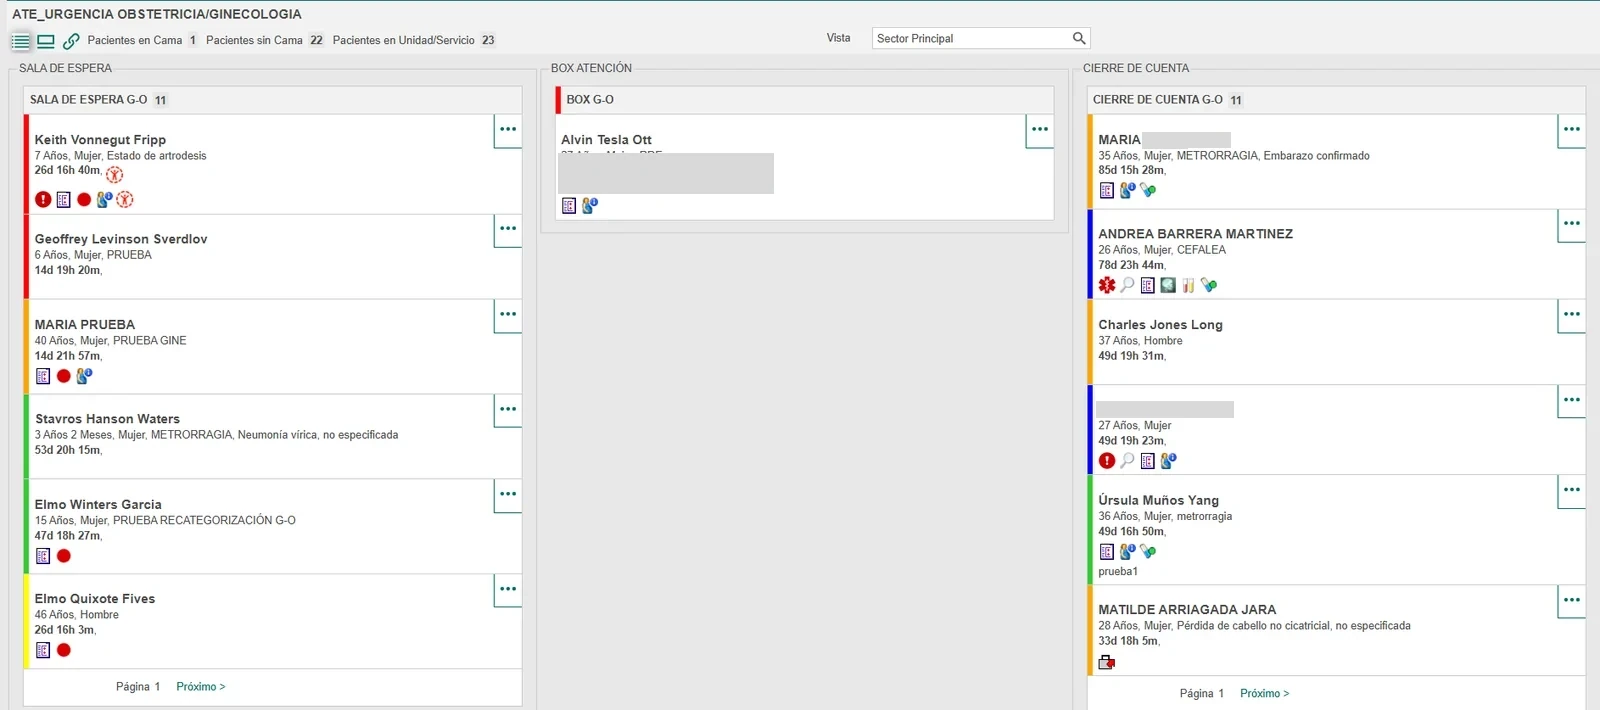 ATE_URGENCIA OBSTETRICIA/GINECOLOGIA
Pacientes en Cama 1 Pacientes sin Cama 22 Pacientes en Unidad/Servicio 23
Vista Sector Principal
SALA DE ESPERA
SALA DE ESPERA G-O 11
Keith Vonnegut Fripp
7 Años, Mujer, Estado de artrodesis
26d 16h 40m,
Geoffrey Levinson Sverdlov
6 Años, Mujer, PRUEBA
14d 19h 20m,
MARIA PRUEBA
40 Años, Mujer, PRUEBA GINE
14d 21h 57m,
Stavros Hanson Waters
3 Años 2 Meses, Mujer, METRORRAGIA, Neumonía vírica, no especificada
53d 20h 15m,
Elmo Winters Garcia
15 Años, Mujer, PRUEBA RECATEGORIZACIÓN G-O
47d 18h 27m,
Elmo Quixote Fives
46 Años, Hombre
26d 16h 3m,
Página 1 Próximo >
BOX ATENCIÓN
BOX G-O
Alvin Tesla Ott
CIERRE DE CUENTA
CIERRE DE CUENTA G-O 11
MARIA
35 Años, Mujer, METRORRAGIA, Embarazo confirmado
85d 15h 28m,
ANDREA BARRERA MARTINEZ
26 Años, Mujer, CEFALEA
78d 23h 44m,
Charles Jones Long
37 Años, Hombre
49d 19h 31m,
27 Años, Mujer
49d 19h 23m,
Úrsula Muños Yang
36 Años, Mujer, metrorragia
49d 16h 50m,
prueba1
MATILDE ARRIAGADA JARA
28 Años, Mujer, Pérdida de cabello no cicatricial, no especificada
33d 18h 5m,
Página 1 Próximo >